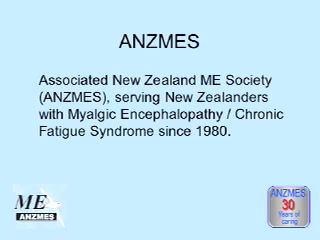 ANZMES
Associated New Zealand ME Society
(ANZMES), serving New Zealanders
with Myalgic Encephalopathy / Chronic
Fatigue Syndrome since 1980.
ME
ANZMES
ANZMES
30
Years of
caring